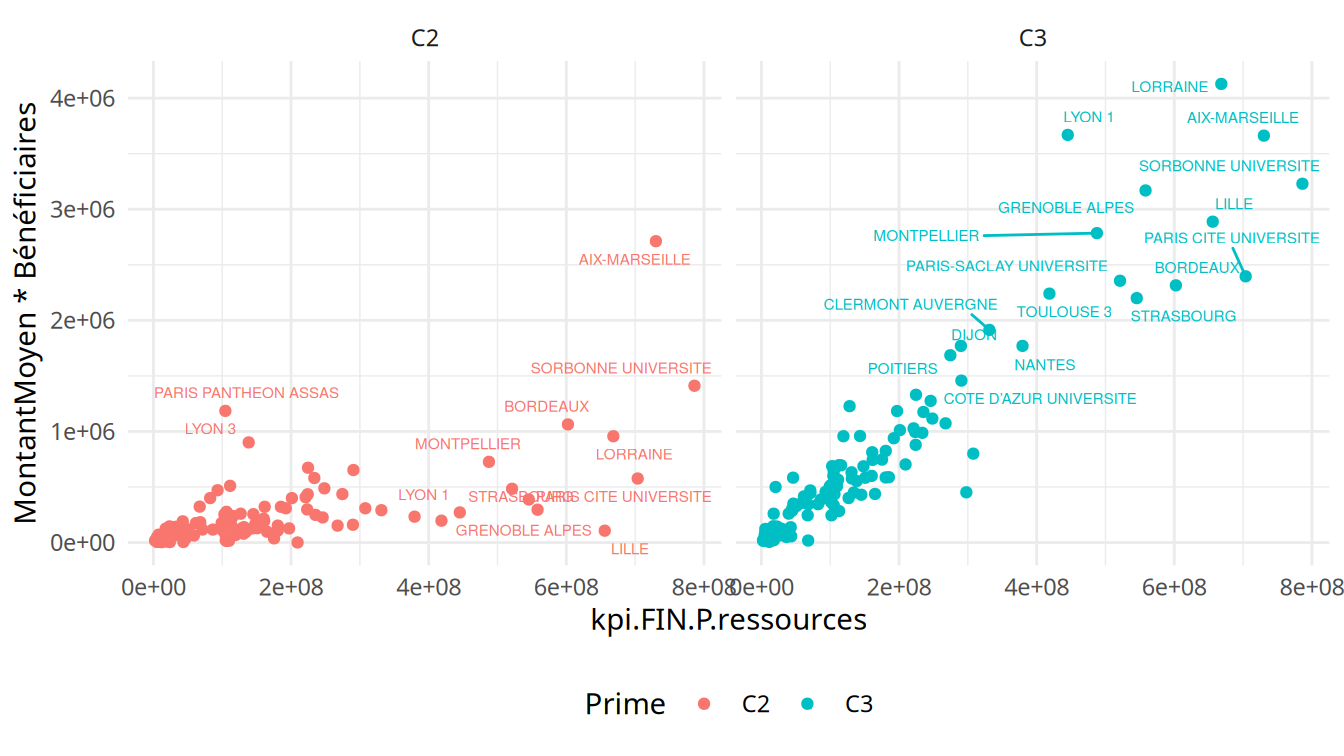 C2
C3
MontantMoyen * Bénéficiaires
4e+06
3e+06
2e+06
1e+06
0e+00
AIX-MARSEILLE
SORBONNE UNIVERSITE
PARIS PANTHEON ASSAS
BORDEAUX
LYON 3
MONTPELLIER
LORRAINE
LYON 1
STRASBOURG
PARIS CITE UNIVERSITE
GRENOBLE ALPES
LILLE
LORRAINE
LYON 1
AIX-MARSEILLE
SORBONNE UNIVERSITE
GRENOBLE ALPES
LILLE
MONTPELLIER
PARIS CITE UNIVERSITE
PARIS-SACLAY UNIVERSITE
BORDEAUX
CLERMONT AUVERGNE
TOULOUSE 3
STRASBOURG
DIJON
POITIERS
NANTES
COTE D'AZUR UNIVERSITE
0e+00 2e+08 4e+08 6e+08 8e+08
0e+00 2e+08 4e+08 6e+08 8e+08
kpi.FIN.P.ressources
Prime C2 C3